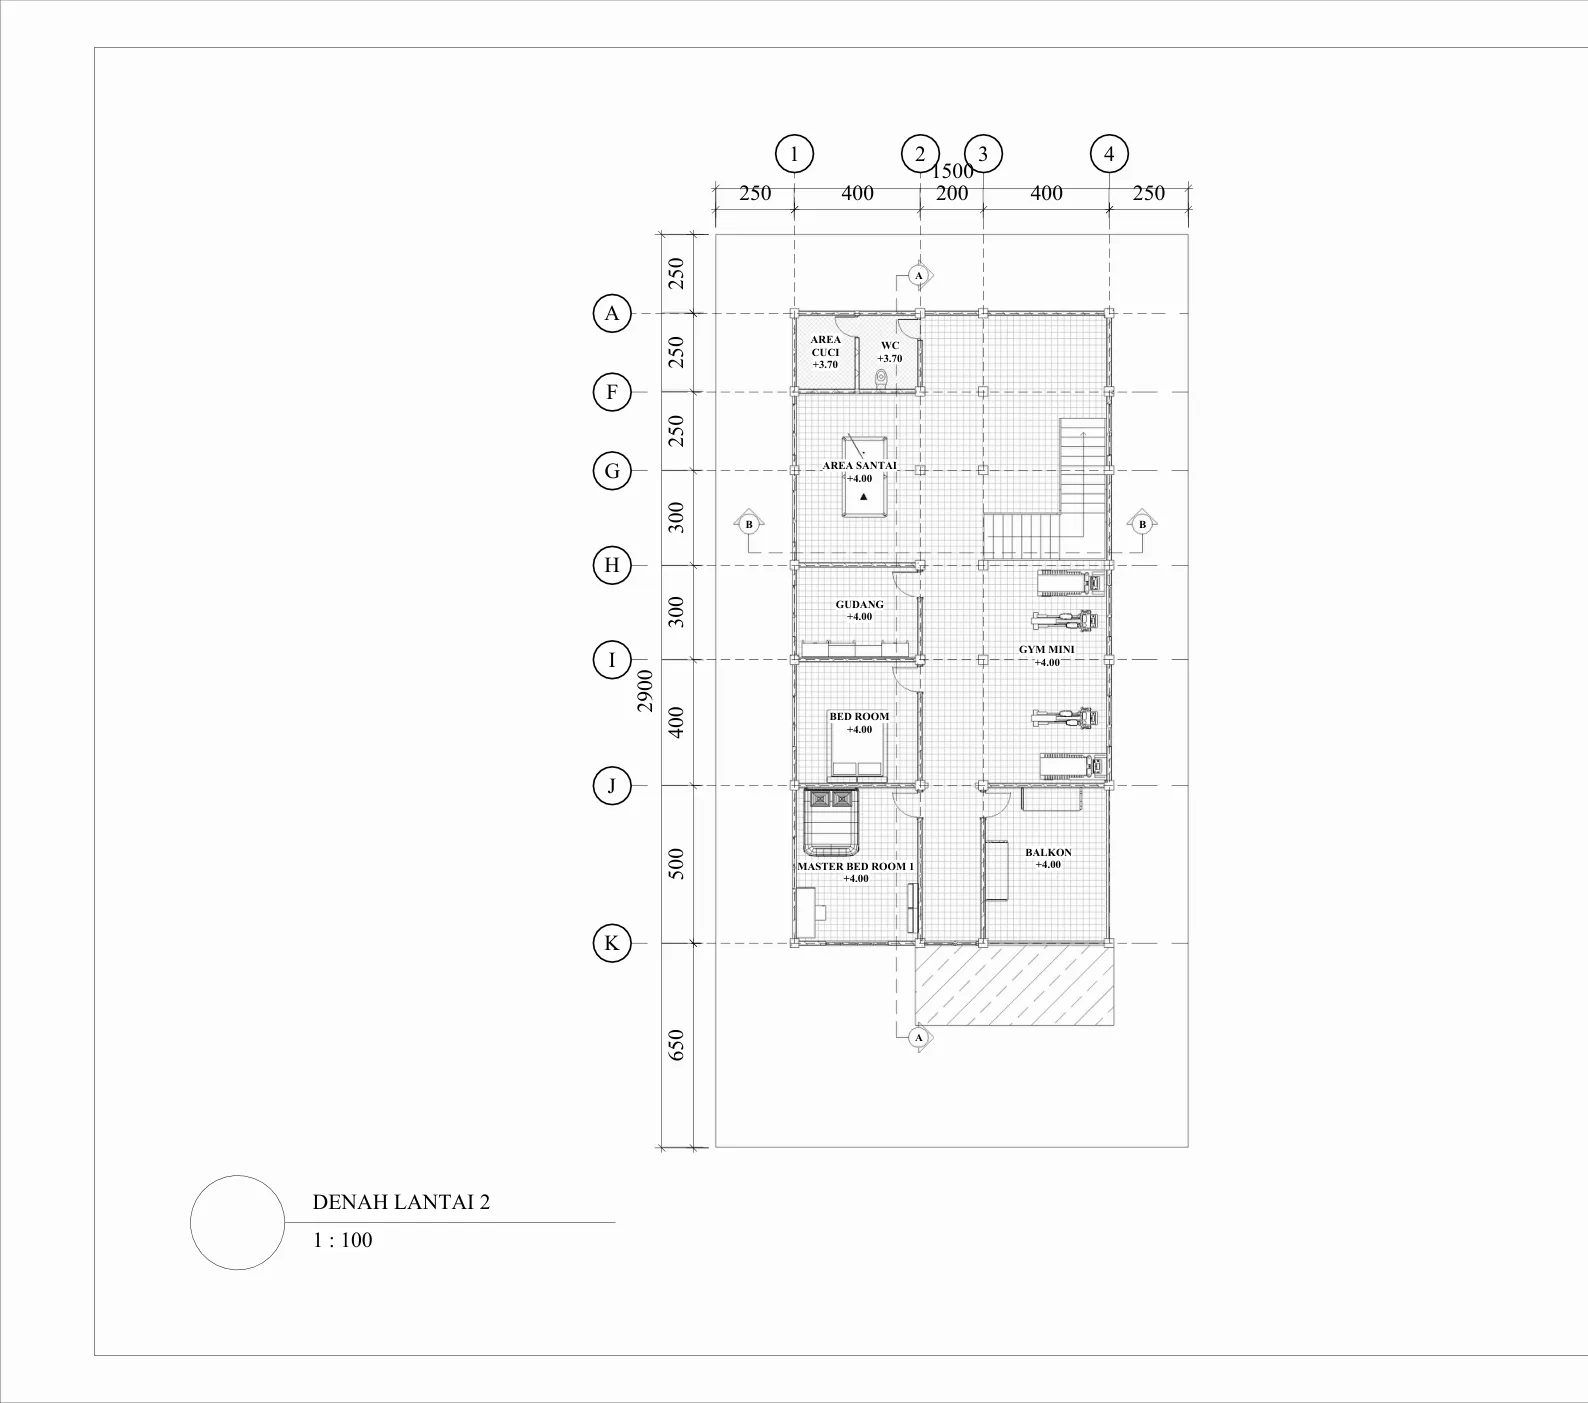 1
2
3
4
1500
250
400
200
400
250
A
250
A
250
AREA
CUCI
+3.70
WC
+3.70
F
250
G
AREA SANTAI
+4.00
300
B
B
H
300
GUDANG
+4.00
I
GYM MINI
+4.00
2900
400
BED ROOM
+4.00
J
500
BALKON
+4.00
MASTER BED ROOM 1
+4.00
K
650
A
DENAH LANTAI 2
1 : 100